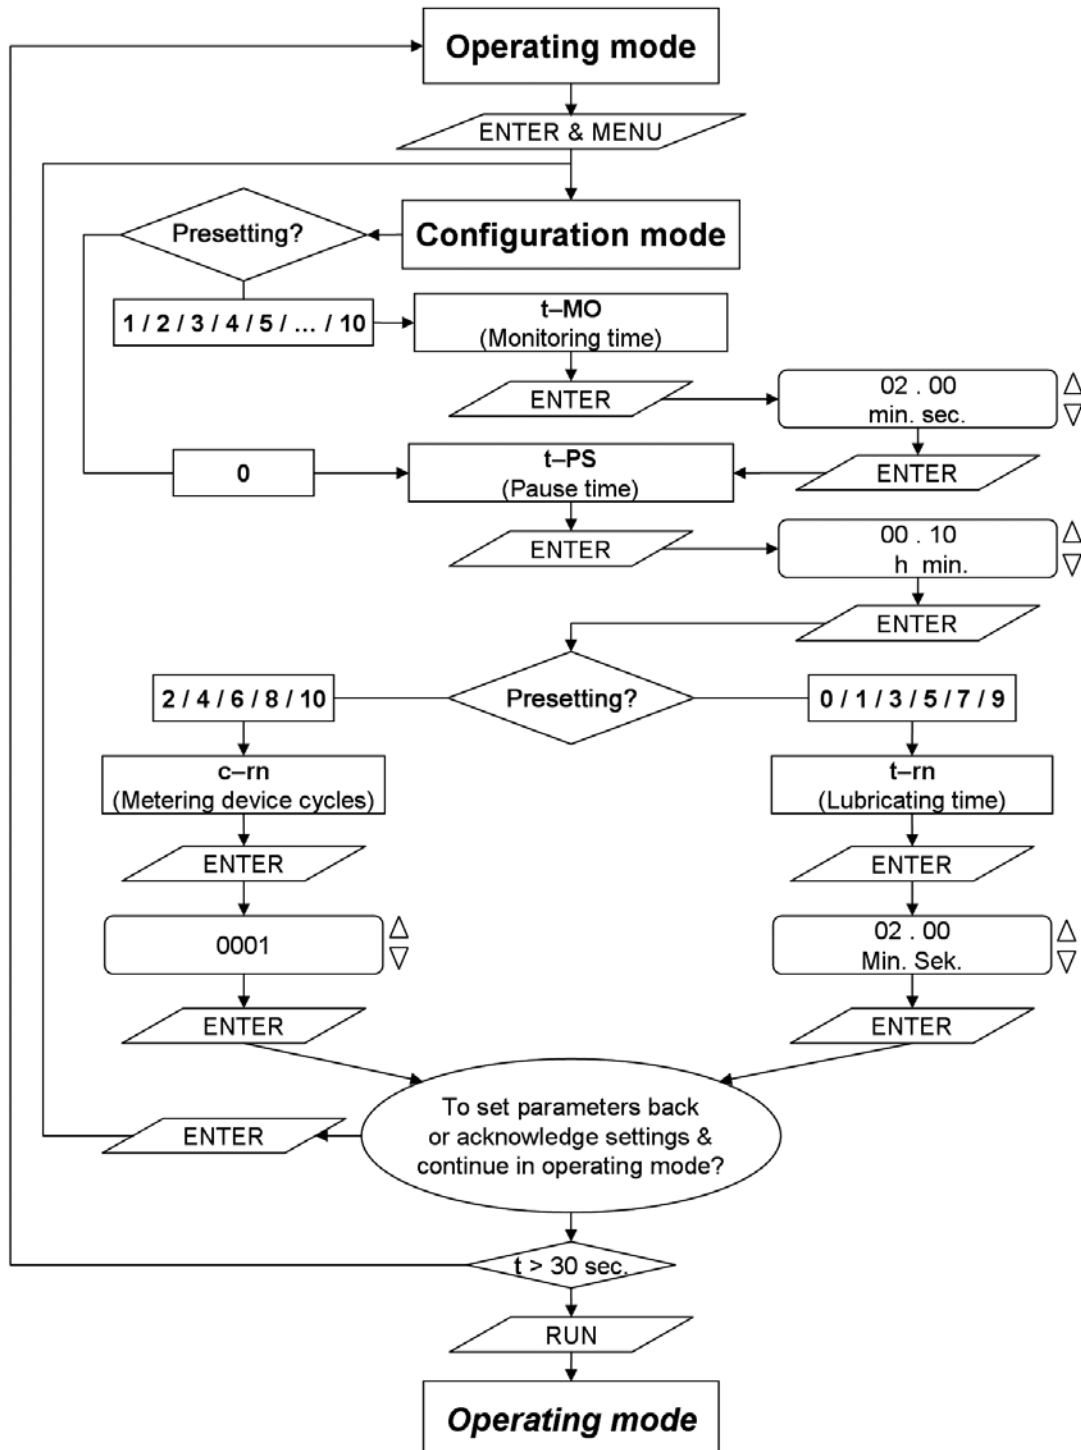 Operating mode
ENTER & MENU
Configuration mode
Presetting?
1 / 2 / 3 / 4 / 5 / ... / 10
t–MO
(Monitoring time)
ENTER
02 . 00
min. sec.
ENTER
0
t–PS
(Pause time)
ENTER
00 . 10
h min.
ENTER
Presetting?
2 / 4 / 6 / 8 / 10
0 / 1 / 3 / 5 / 7 / 9
c–rn
(Metering device cycles)
t–rn
(Lubricating time)
ENTER
ENTER
0001
02 . 00
Min. Sek.
ENTER
ENTER
To set parameters back
or acknowledge settings &
continue in operating mode?
ENTER
t > 30 sec.
RUN
Operating mode